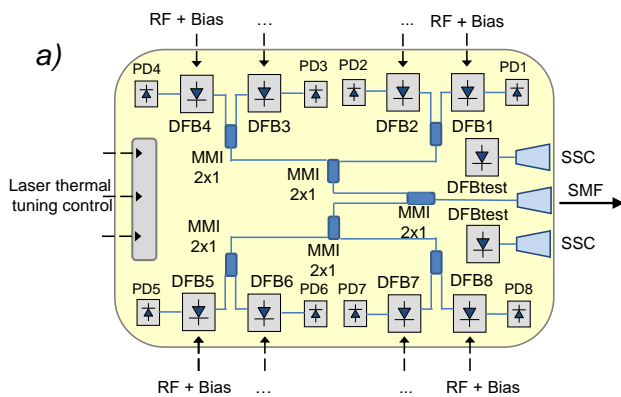 RF + Bias
...
...
RF + Bias
a)
PD4
PD3
PD2
PD1
DFB4
DFB3
DFB2
DFB1
MMI
2x1
MMI
2x1
DFBtest
SSC
Laser thermal
tuning control
MMI
2x1
MMI
2x1
MMI
2x1
DFBtest
SMF
SSC
PD5
DFB5
DFB6
PD6
PD7
DFB7
DFB8
PD8
RF + Bias
...
...
RF + Bias